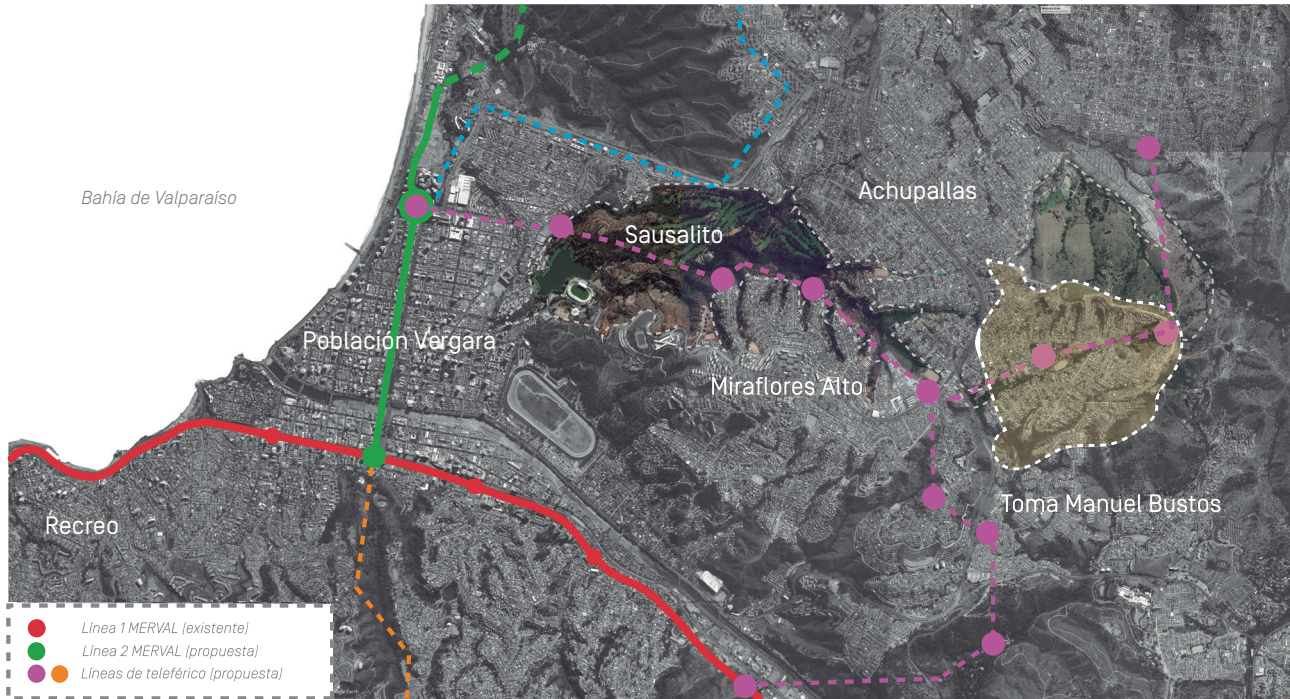 Bahía de Valparaíso
Achupallas
Sausalito
Población Vergara
Miraflores Alto
Toma Manuel Bustos
Recreo
Línea 1 MERVAL (existente)
Línea 2 MERVAL (propuesta)
Líneas de teleférico (propuesta)